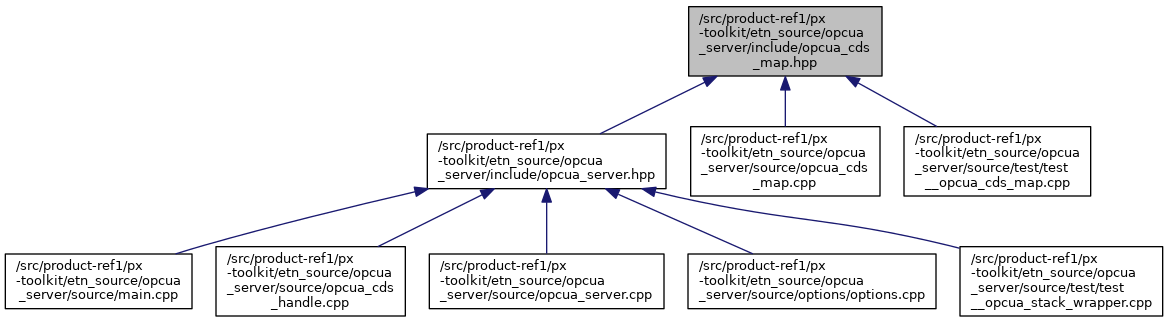 /src/product-ref1/px
-toolkit/etn_source/opcua
_server/include/opcua_cds
_map.hpp
/src/product-ref1/px
-toolkit/etn_source/opcua
_server/include/opcua_server.hpp
/src/product-ref1/px
-toolkit/etn_source/opcua
_server/source/opcua_cds
_map.cpp
/src/product-ref1/px
-toolkit/etn_source/opcua
_server/source/test/test
__opcua_cds_map.cpp
/src/product-ref1/px
-toolkit/etn_source/opcua
_server/source/main.cpp
/src/product-ref1/px
-toolkit/etn_source/opcua
_server/source/opcua_cds
_handle.cpp
/src/product-ref1/px
-toolkit/etn_source/opcua
_server/source/opcua_server.cpp
/src/product-ref1/px
-toolkit/etn_source/opcua
_server/source/options/options.cpp
/src/product-ref1/px
-toolkit/etn_source/opcua
_server/source/test/test
__opcua_stack_wrapper.cpp